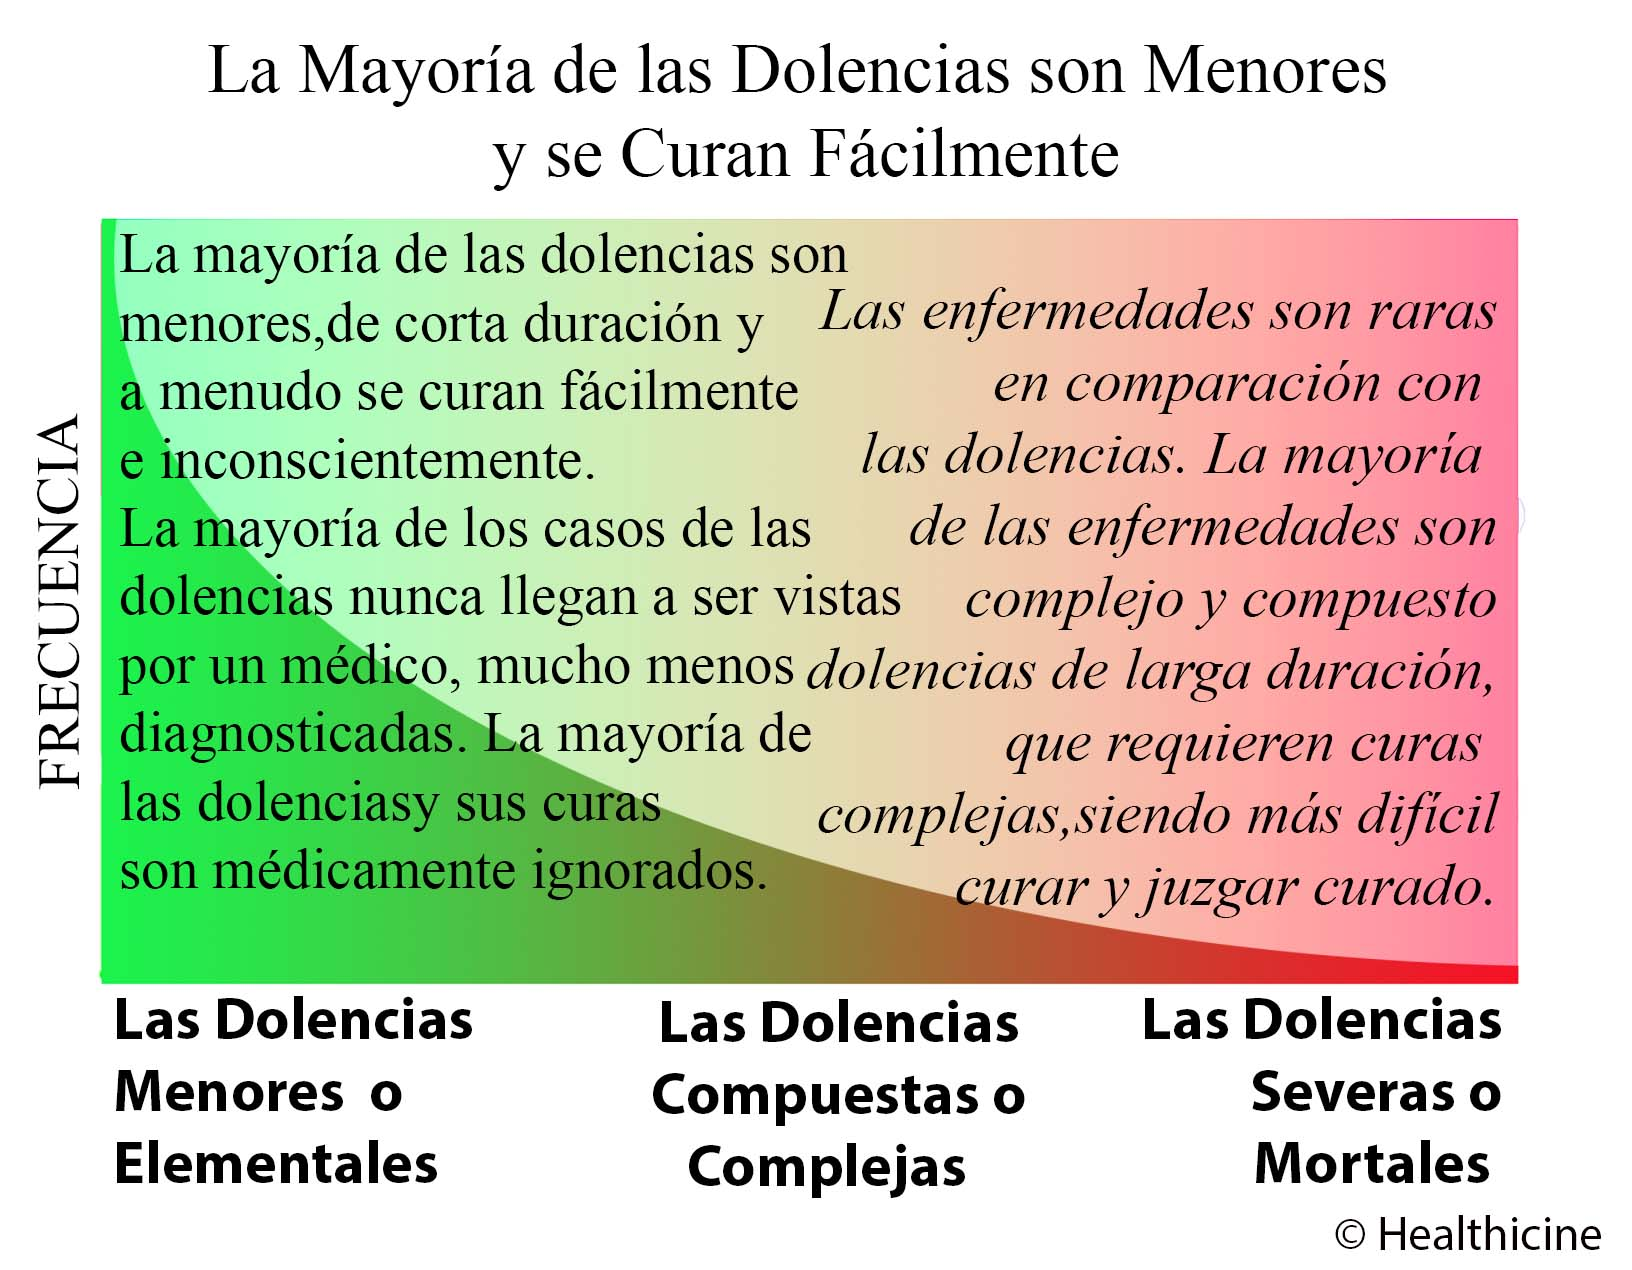 La Mayoría de las Dolencias son Menores
y se Curan Fácilmente
FRECUENCIA
La mayoría de las dolencias son
menores,de corta duración y
a menudo se curan fácilmente
e inconscientemente.
La mayoría de los casos de las
dolencias nunca llegan a ser vistas
por un médico, mucho menos
diagnosticadas. La mayoría de
las dolenciasy sus curas
son médicamente ignorados.
Las enfermedades son raras
en comparación con
las dolencias. La mayoría
de las enfermedades son
complejo y compuesto
dolencias de larga duración,
que requieren curas
complejas,siendo más difícil
curar y juzgar curado.
Las Dolencias
Menores o
Elementales
Las Dolencias
Compuestas o
Complejas
Las Dolencias
Severas o
Mortales
© Healthicine